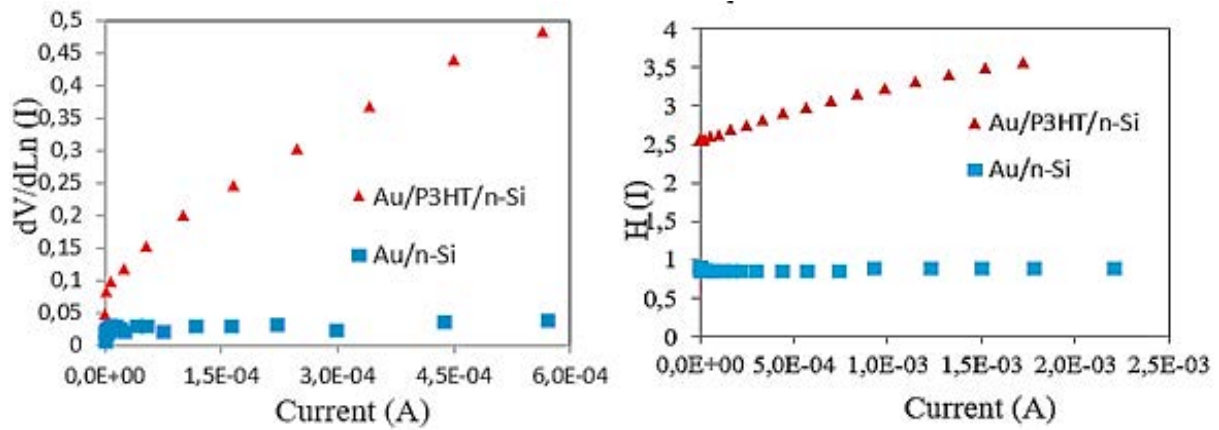 0,5
0,45
0,4
0,35
0,3
0,25
0,2
0,15
0,1
0,05
0
dV/dLn (I)
Au/P3HT/n-Si
Au/n-Si
0,0E+00 1,5E-04 3,0E-04 4,5E-04 6,0E-04
Current (A)
4
3,5
3
2,5
2
1,5
1
0,5
0
H (I)
Au/P3HT/n-Si
Au/n-Si
0,0E+00 5,0E-04 1,0E-03 1,5E-03 2,0E-03 2,5E-03
Current (A)